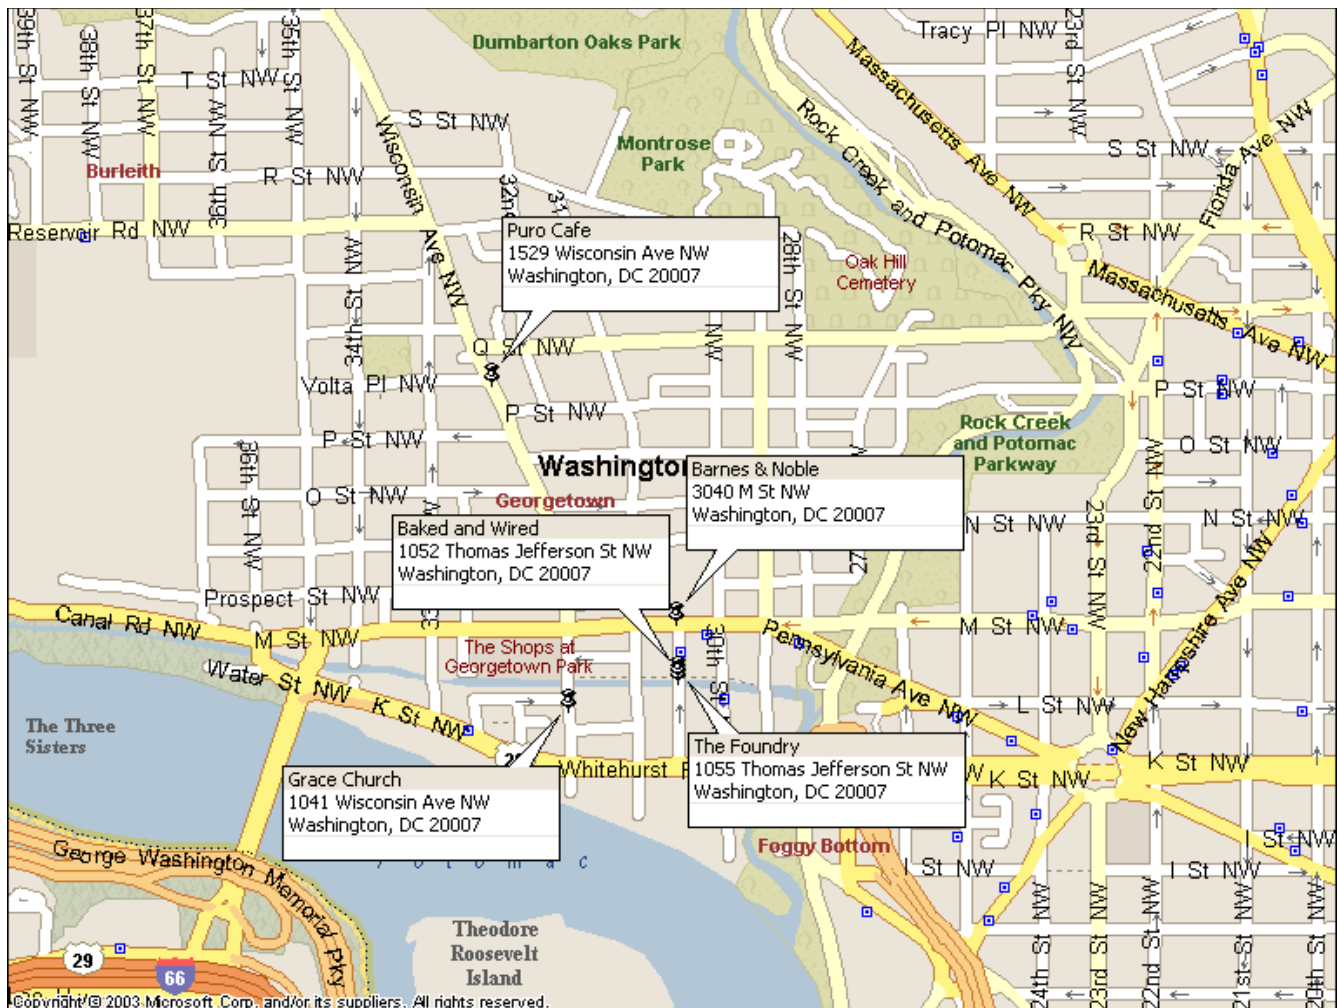 39th St NW
38th St NW
37th St NW
35th St NW
T St NW
36th St NW
Burleith
R St NW
Reservoir Rd NW
Wisconsin Ave NW
S St NW
32nd
31
Dumbarton Oaks Park
Montrose
Park
Rock Creek and Potomac Pky NW
Massachusetts Ave NW
Tracy Pl NW
23rd St NW
S St NW
Florida Ave NW
R St NW
Massachusetts Ave NW
Oak Hill
Cemetery
28th St NW
NW
Puro Cafe
1529 Wisconsin Ave NW
Washington, DC 20007
34th St NW
Q St NW
Volta Pl NW
P St NW
P St NW
P St NW
O St NW
36th St NW
O St NW
Rock Creek
and Potomac
Parkway
Washington
Georgetown
Barnes & Noble
3040 M St NW
Washington, DC 20007
Baked and Wired
1052 Thomas Jefferson St NW
Washington, DC 20007
N St NW
N St NW
23rd St NW
22nd St NW
27
33
Prospect St NW
Canal Rd NW
M St NW
M St NW
Pennsylvania Ave NW
New Hampshire Ave NW
The Shops at
Georgetown Park
30th St
Water St NW
K St NW
L St NW
The Three
Sisters
29
Whitehurst
The Foundry
1055 Thomas Jefferson St NW
Washington, DC 20007
W
K St NW
K St NW
Grace Church
1041 Wisconsin Ave NW
Washington, DC 20007
Foggy Bottom
I St NW
I St NW
St NW
George Washington Memorial Pky
P o t o m a c
Theodore
Roosevelt
Island
29
66
24th St NW
23rd St NW
22nd St NW
21st St NW
20th St NW
Copyright © 2003 Microsoft Corp. and/or its suppliers. All rights reserved.